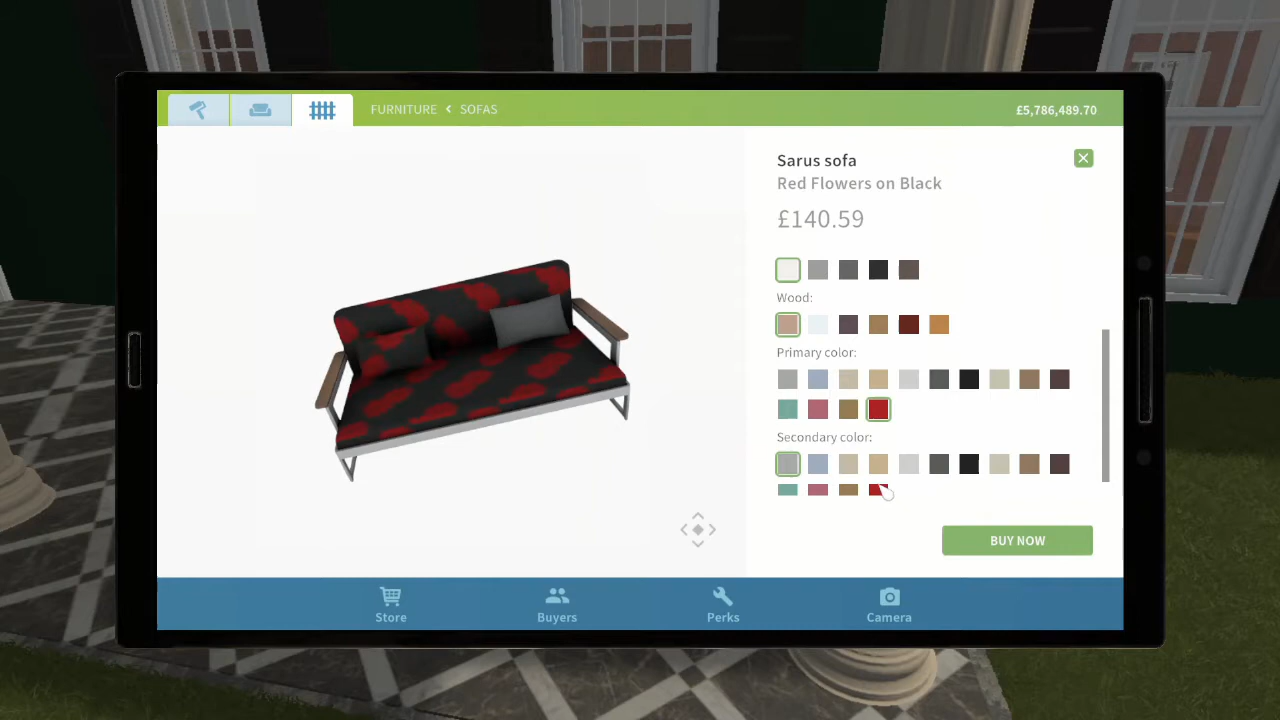 FURNITURE < SOFAS
£5,786,489.70
Sarus sofa
Red Flowers on Black
£140.59
Wood:
Primary color:
Secondary color:
BUY NOW
Store
Buyers
Perks
Camera